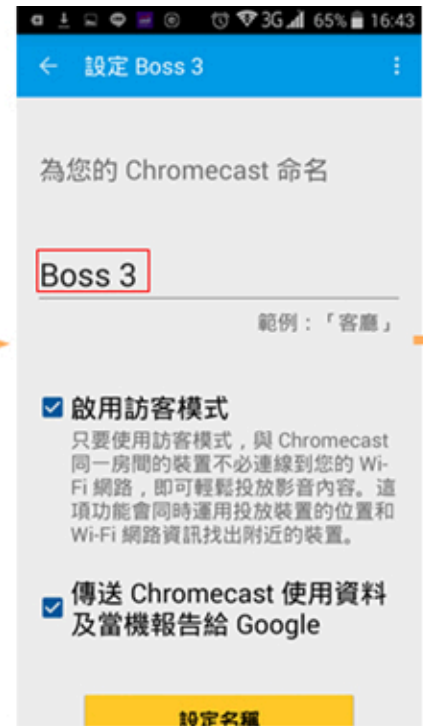 3G 65% 16:43
設定 Boss 3
為您的 Chromecast 命名
Boss 3
範例：「客廳」
啟用訪客模式
只要使用訪客模式，與 Chromecast
同一房間的裝置不必連線到您的 Wi-
Fi 網路，即可輕鬆投放影音內容。這
項功能會同時運用投放裝置的位置和
Wi-Fi 網路資訊找出附近的裝置。
傳送 Chromecast 使用資料
及當機報告給 Google
設定名稱